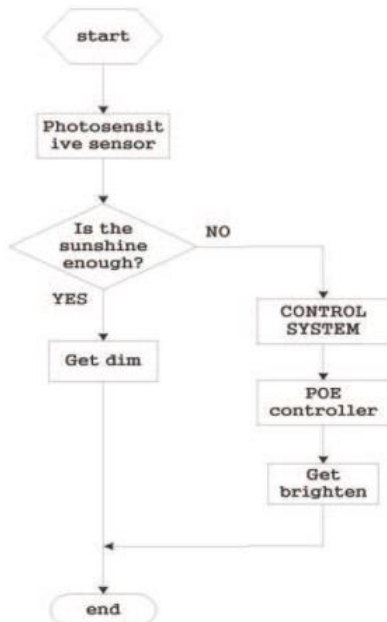 start
Photosensit
ive sensor
Is the
sunshine
enough?
NO
YES
CONTROL
SYSTEM
Get dim
POE
controller
Get
brighten
end